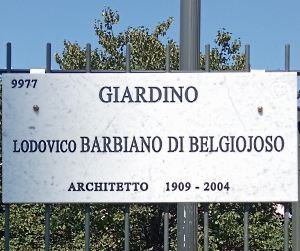 9977
GIARDINO
LODOVICO BARBIANO DI BELGIOJOSO
ARCHITETTO 1909 - 2004